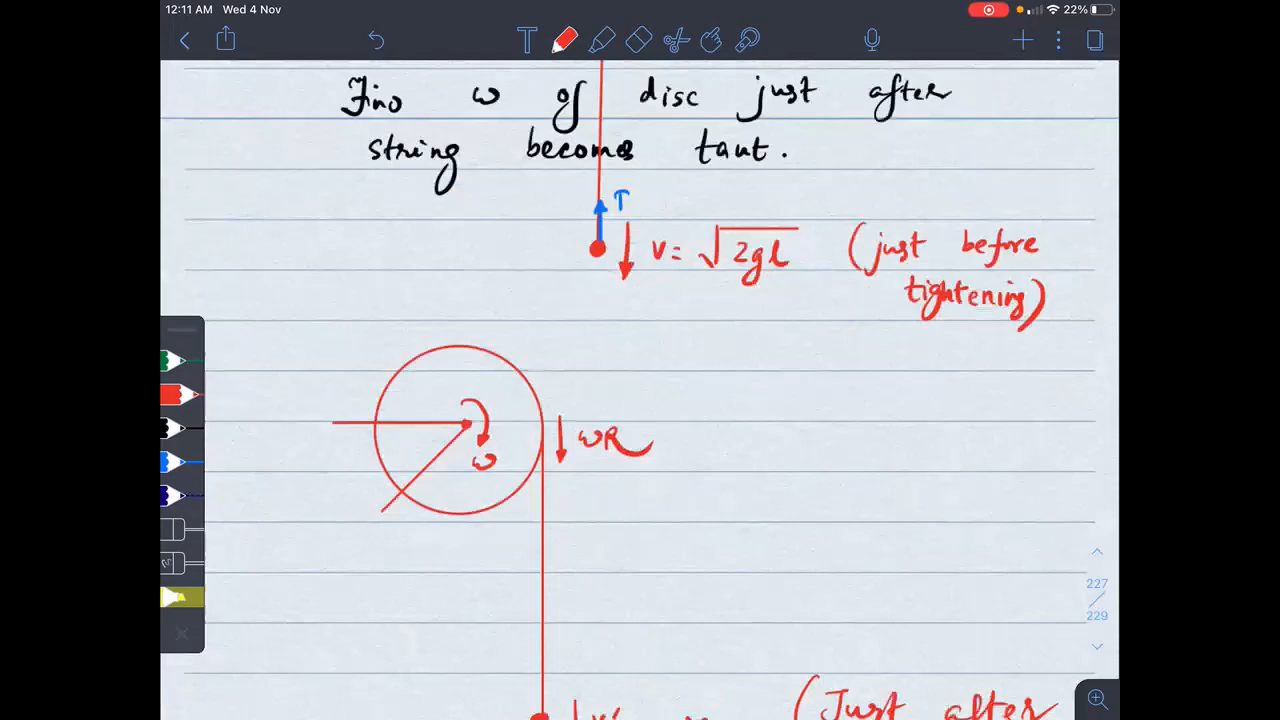 12:11 AM Wed 4 Nov
22%
T
Find ω of disc just after
string becomes taut.
T
v = √2gl (just before
tightening)
ωR
ω
227
229
(Just after